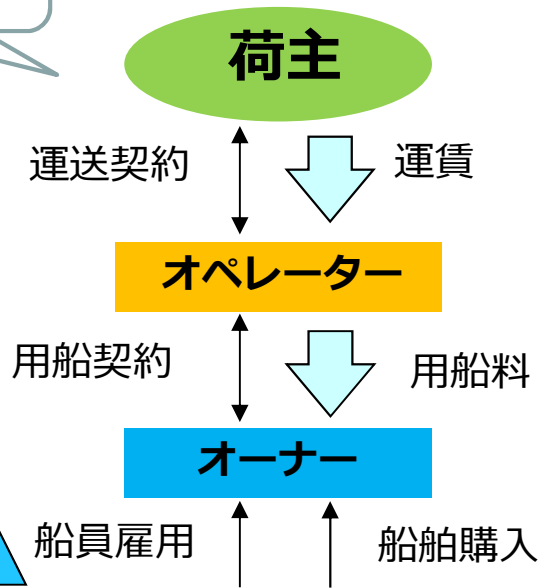 荷主
運送契約
運賃
オペレーター
用船契約
用船料
オーナー
船員雇用
船舶購入